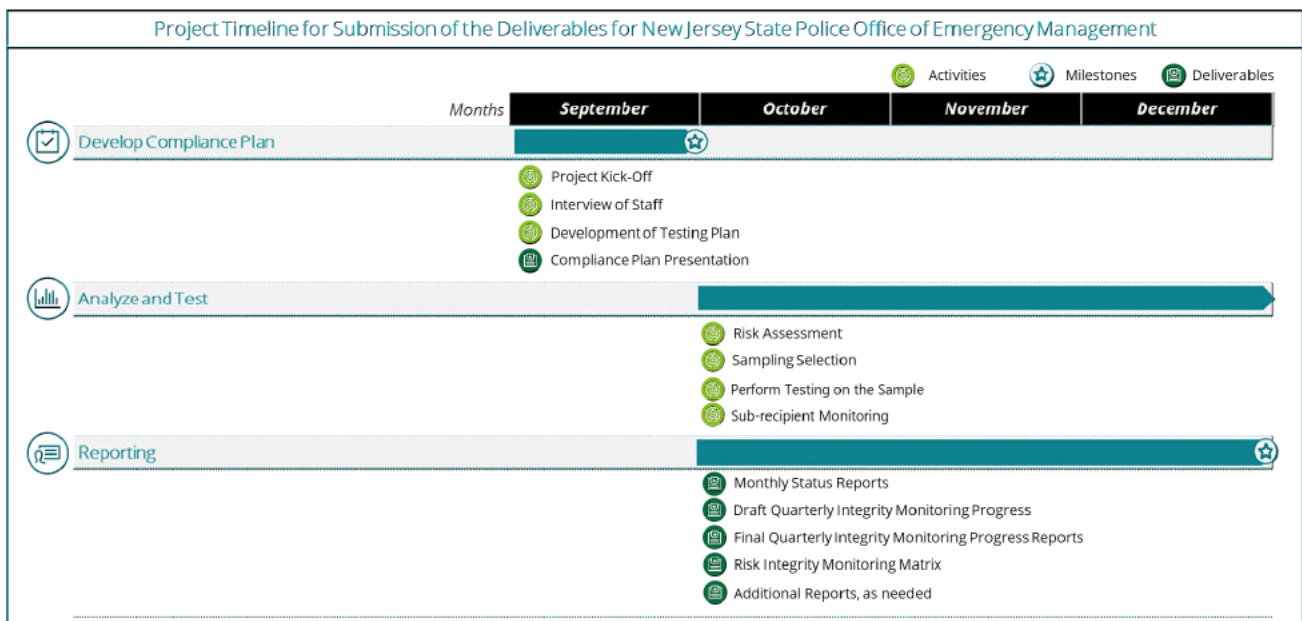 Project Timeline for Submission of the Deliverables for New Jersey State Police Office of Emergency Management
Activities Milestones Deliverables
Months September October November December
Develop Compliance Plan
Project Kick-Off
Interview of Staff
Development of Testing Plan
Compliance Plan Presentation
Analyze and Test
Risk Assessment
Sampling Selection
Perform Testing on the Sample
Sub-recipient Monitoring
Reporting
Monthly Status Reports
Draft Quarterly Integrity Monitoring Progress
Final Quarterly Integrity Monitoring Progress Reports
Risk Integrity Monitoring Matrix
Additional Reports, as needed